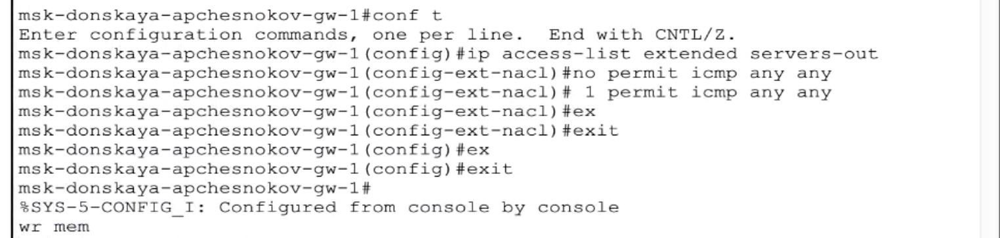 msk-donskaya-apchesnokov-gw-1#conf t
Enter configuration commands, one per line.  End with CNTL/Z.
msk-donskaya-apchesnokov-gw-1(config)#ip access-list extended servers-out
msk-donskaya-apchesnokov-gw-1(config-ext-nacl)#no permit icmp any any
msk-donskaya-apchesnokov-gw-1(config-ext-nacl)# 1 permit icmp any any
msk-donskaya-apchesnokov-gw-1(config-ext-nacl)#ex
msk-donskaya-apchesnokov-gw-1(config-ext-nacl)#exit
msk-donskaya-apchesnokov-gw-1(config)#ex
msk-donskaya-apchesnokov-gw-1(config)#exit
msk-donskaya-apchesnokov-gw-1#
%SYS-5-CONFIG_I: Configured from console by console
wr mem